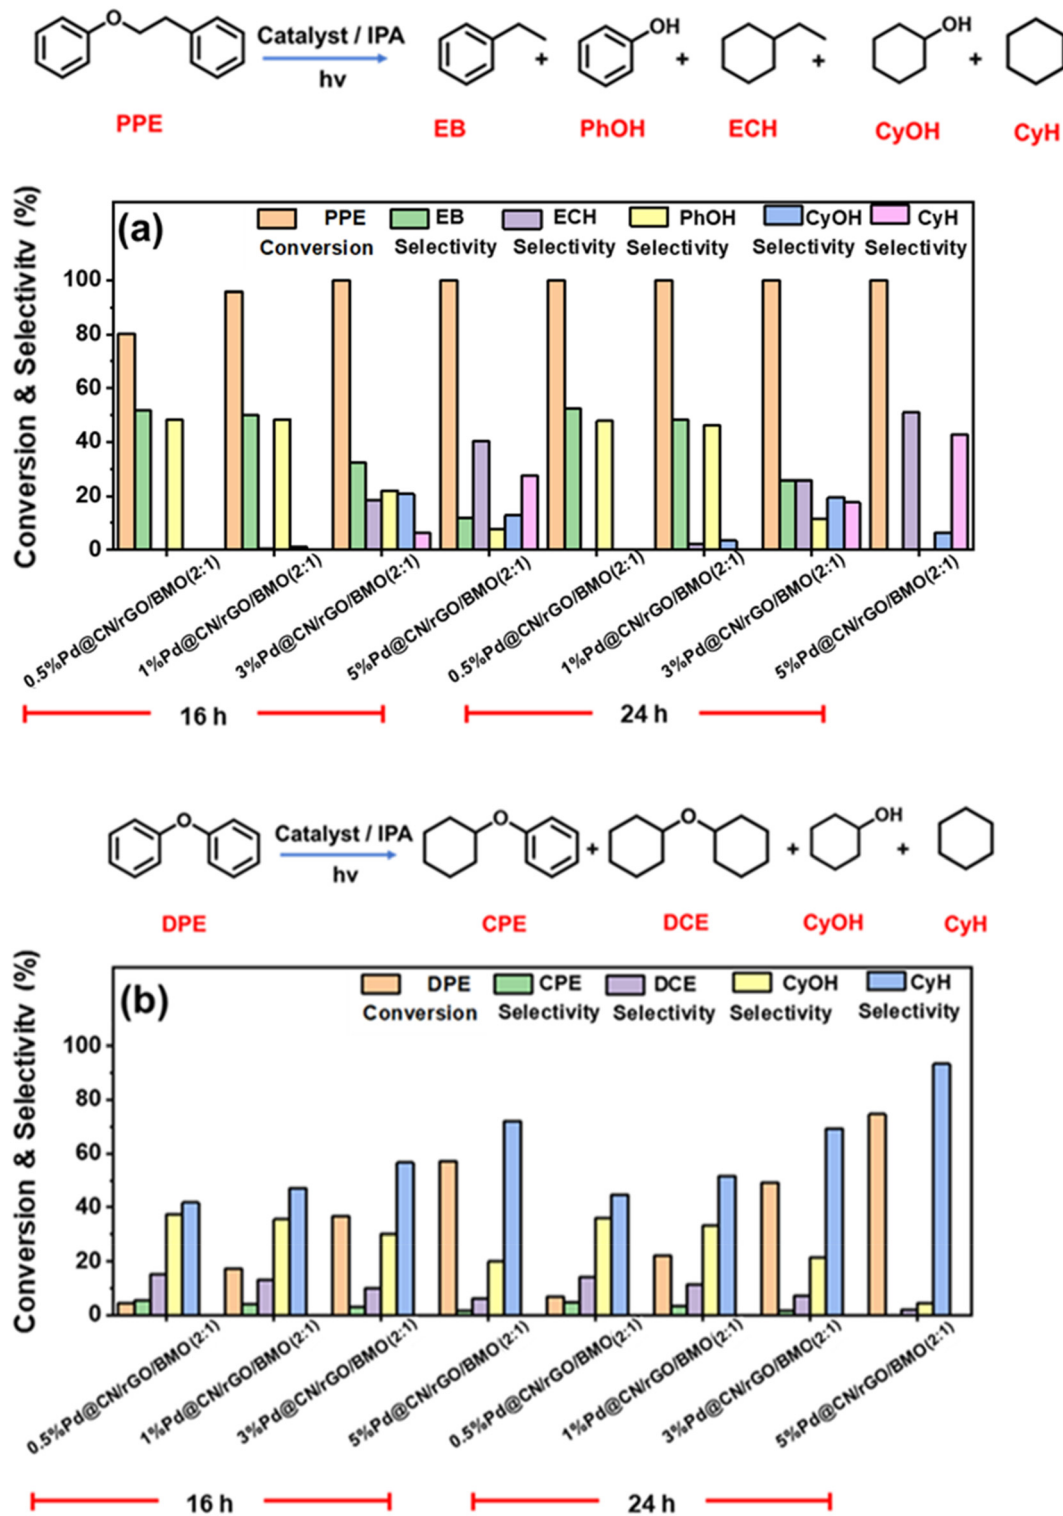 O
OH
OH
Catalyst / IPA
hv
+
+
+
+
PPE
EB
PhOH
ECH
CyOH
CyH
Conversion & Selectivity (%)
(a)
PPE EB ECH PhOH CyOH CyH
Conversion Selectivity Selectivity Selectivity Selectivity Selectivity
100
80
60
40
20
0
0.5%Pd@CN/rGO/BMO(2:1)
1%Pd@CN/rGO/BMO(2:1)
3%Pd@CN/rGO/BMO(2:1)
5%Pd@CN/rGO/BMO(2:1)
0.5%Pd@CN/rGO/BMO(2:1)
1%Pd@CN/rGO/BMO(2:1)
3%Pd@CN/rGO/BMO(2:1)
5%Pd@CN/rGO/BMO(2:1)
16 h
24 h
O
O
O
OH
Catalyst / IPA
hv
+
+
+
DPE
CPE
DCE
CyOH
CyH
Conversion & Selectivity (%)
(b)
DPE CPE DCE CyOH CyH
Conversion Selectivity Selectivity Selectivity Selectivity
100
80
60
40
20
0
0.5%Pd@CN/rGO/BMO(2:1)
1%Pd@CN/rGO/BMO(2:1)
3%Pd@CN/rGO/BMO(2:1)
5%Pd@CN/rGO/BMO(2:1)
0.5%Pd@CN/rGO/BMO(2:1)
1%Pd@CN/rGO/BMO(2:1)
3%Pd@CN/rGO/BMO(2:1)
5%Pd@CN/rGO/BMO(2:1)
16 h
24 h